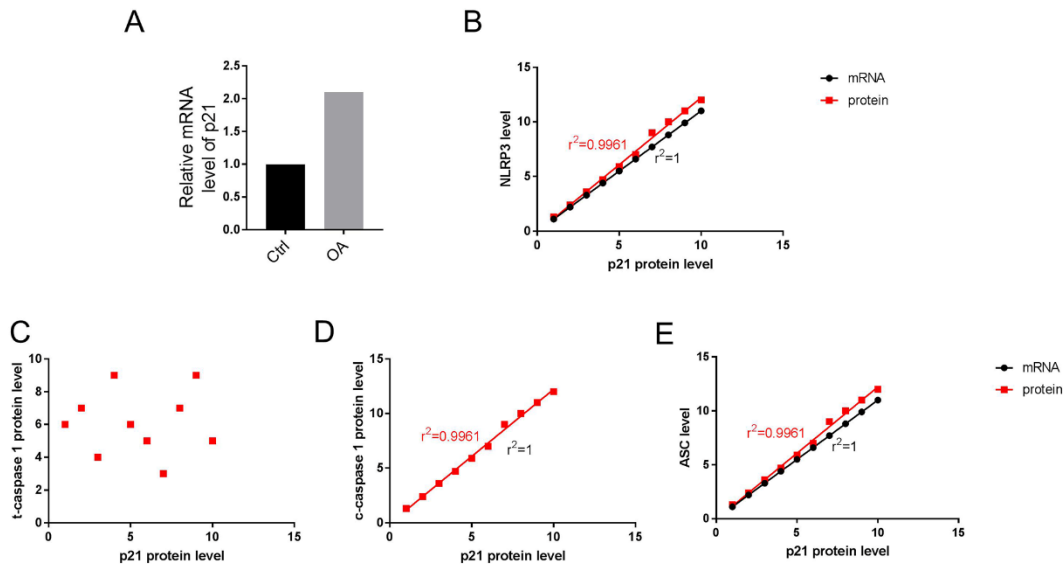 A
Relative mRNA
level of p21
2.5
2.0
1.5
1.0
0.5
0.0
Ctrl
OA
B
NLRP3 level
15
10
5
0
r²=0.9961
r²=1
0
5
10
15
p21 protein level
mRNA
protein
C
t-caspase 1 protein level
10
8
6
4
2
0
0
5
10
15
p21 protein level
D
c-caspase 1 protein level
15
10
5
0
r²=0.9961
r²=1
0
5
10
15
p21 protein level
E
ASC level
15
10
5
0
r²=0.9961
r²=1
0
5
10
15
p21 protein level
mRNA
protein